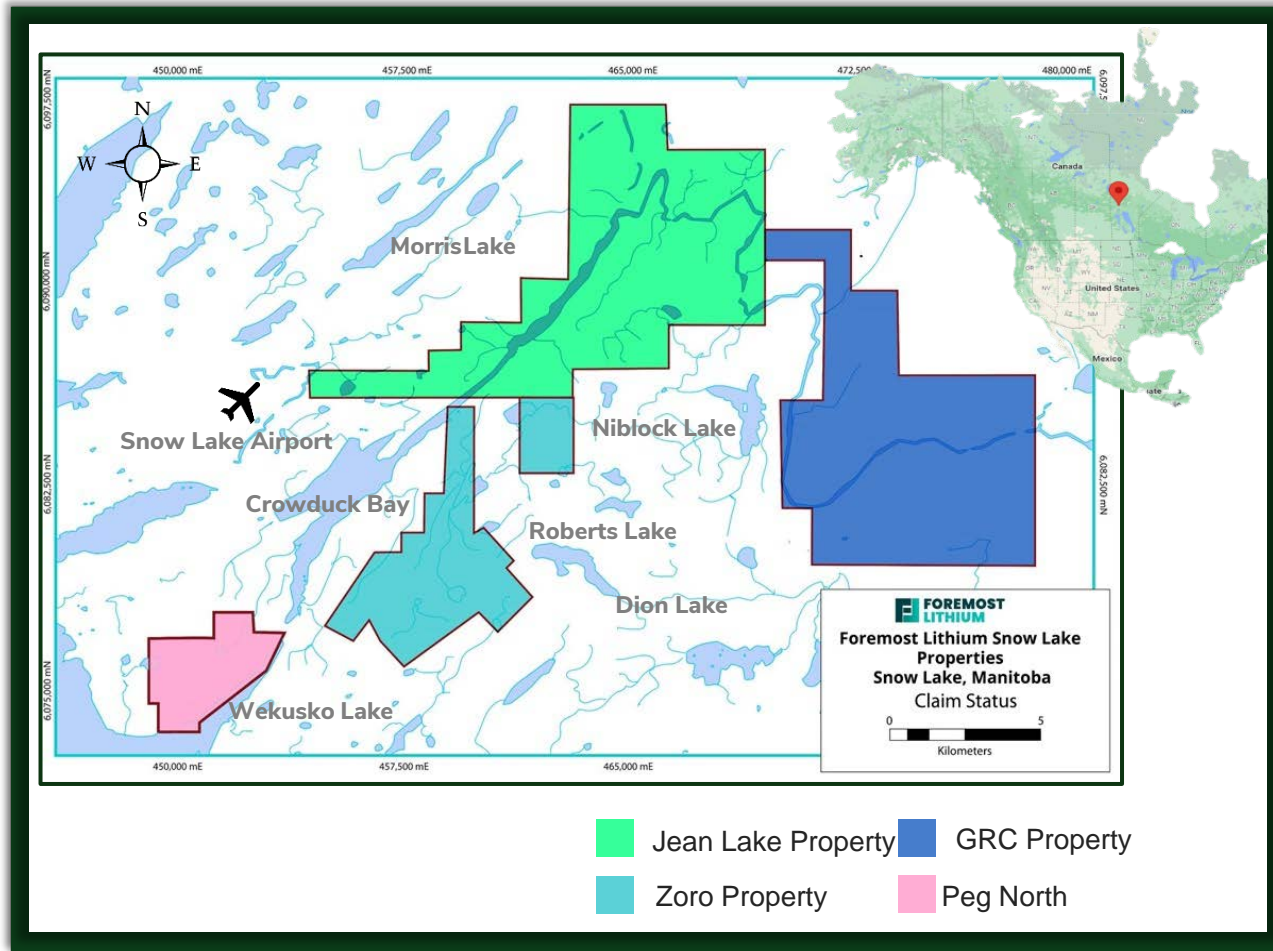 450,000 mE
457,500 mE
465,000 mE
472,500
480,000 mE
6,097,500 mN
6,097,5
N
W
E
S
Canada
United States
Mexico
MorrisLake
6,090,000 mN
Snow Lake Airport
Niblock Lake
6,082,500 mN
6,082,500 mN
Crowduck Bay
Roberts Lake
Dion Lake
6,075,000 mN
Wekusko Lake
FOREMOST
LITHIUM
Foremost Lithium Snow Lake
Properties
Snow Lake, Manitoba
Claim Status
0
5
Kilometers
450,000 mE
457,500 mE
465,000 mE
Jean Lake Property
GRC Property
Zoro Property
Peg North